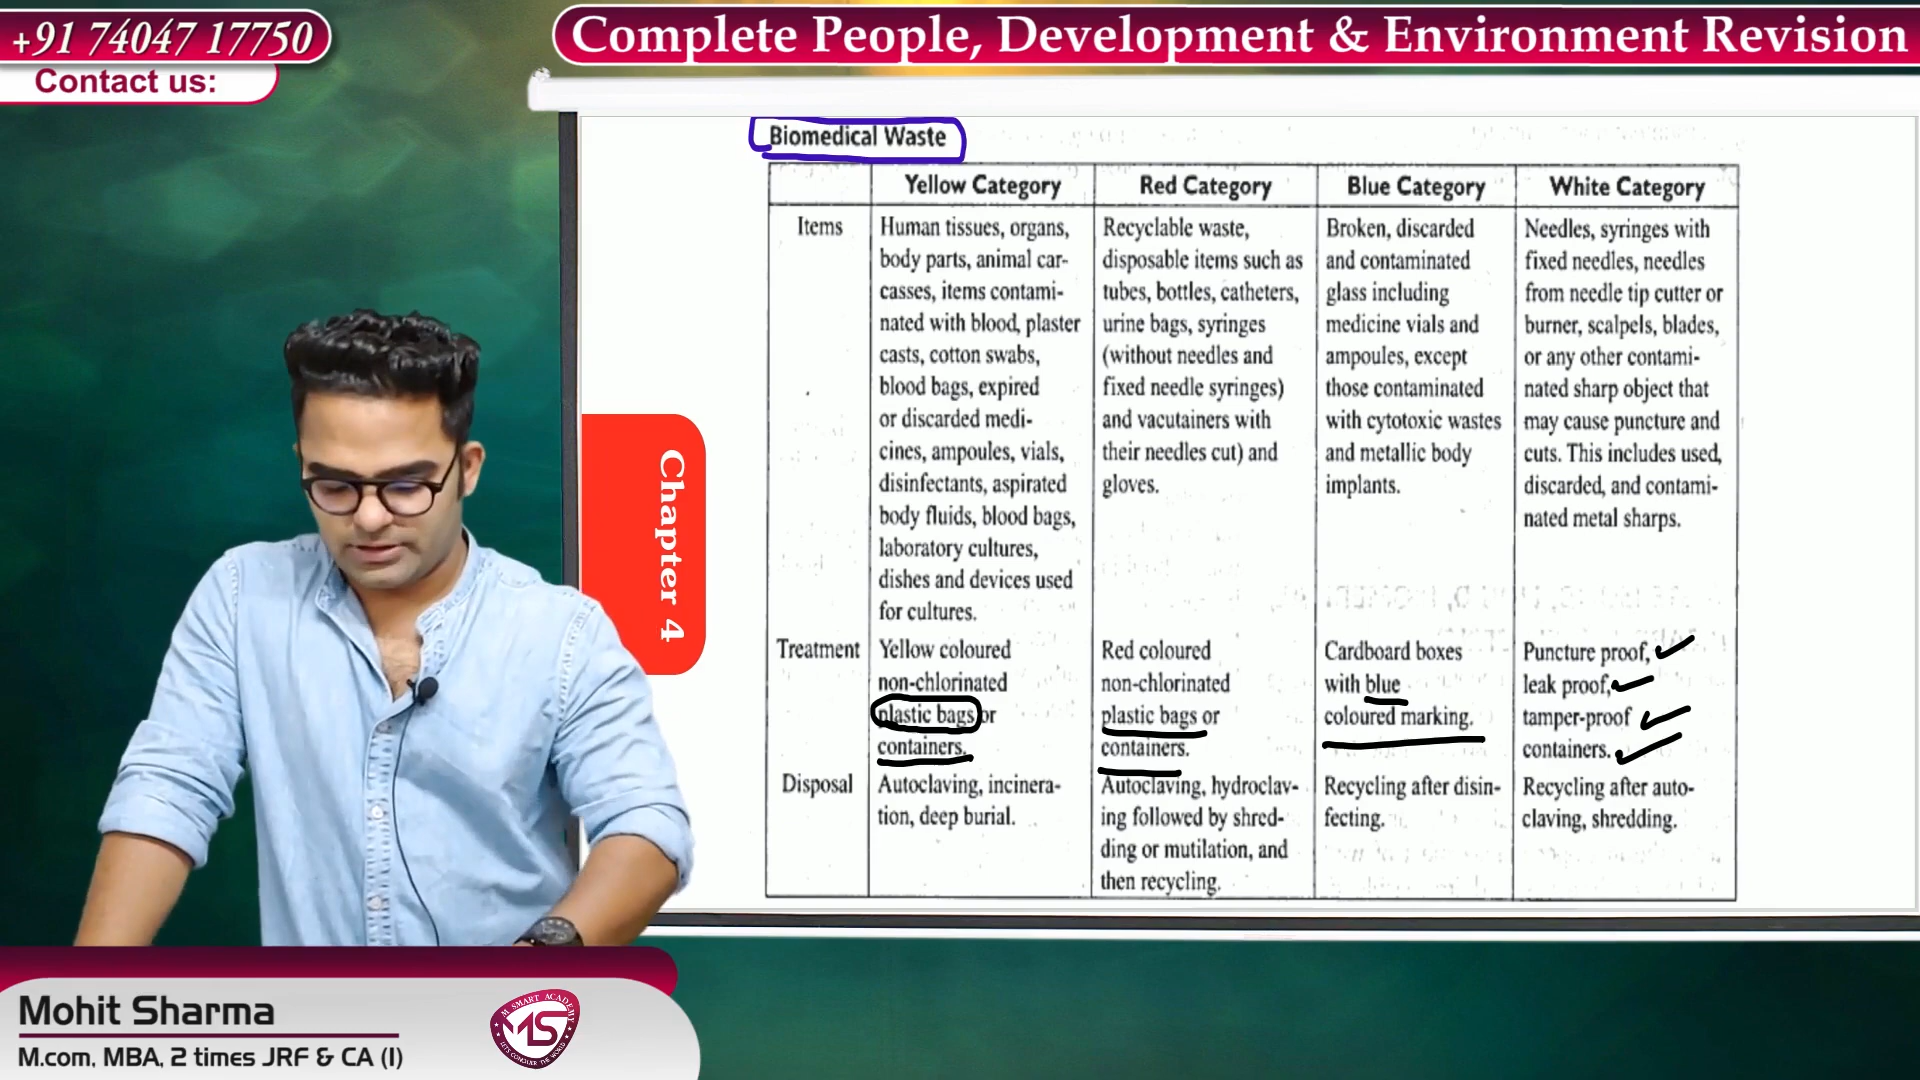 +91 74047 17750
Contact us:
Complete People, Development & Environment Revision
Biomedical Waste
Yellow Category
Red Category
Blue Category
White Category
Items
Human tissues, organs,
body parts, animal car-
casses, items contami-
nated with blood, plaster
casts, cotton swabs,
blood bags, expired
or discarded medi-
cines, ampoules, vials,
disinfectants, aspirated
body fluids, blood bags,
laboratory cultures,
dishes and devices used
for cultures.
Recyclable waste,
disposable items such as
tubes, bottles, catheters,
urine bags, syringes
(without needles and
fixed needle syringes)
and vacutainers with
their needles cut) and
gloves.
Broken, discarded
and contaminated
glass including
medicine vials and
ampoules, except
those contaminated
with cytotoxic wastes
and metallic body
implants.
Needles, syringes with
fixed needles, needles
from needle tip cutter or
burner, scalpels, blades,
or any other contami-
nated sharp object that
may cause puncture and
cuts. This includes used,
discarded, and contami-
nated metal sharps.
Treatment
Yellow coloured
non-chlorinated
plastic bags or
containers.
Red coloured
non-chlorinated
plastic bags or
containers.
Cardboard boxes
with blue
coloured marking.
Puncture proof,
leak proof,
tamper-proof
containers.
Disposal
Autoclaving, incinera-
tion, deep burial.
Autoclaving, hydroclav-
ing followed by shred-
ding or mutilation, and
then recycling.
Recycling after disin-
fecting.
Recycling after auto-
claving, shredding.
Chapter 4
Mohit Sharma
M.com, MBA, 2 times JRF & CA (I)
M SMART ACADEMY
MS
LETS CONQUER THE WORLD